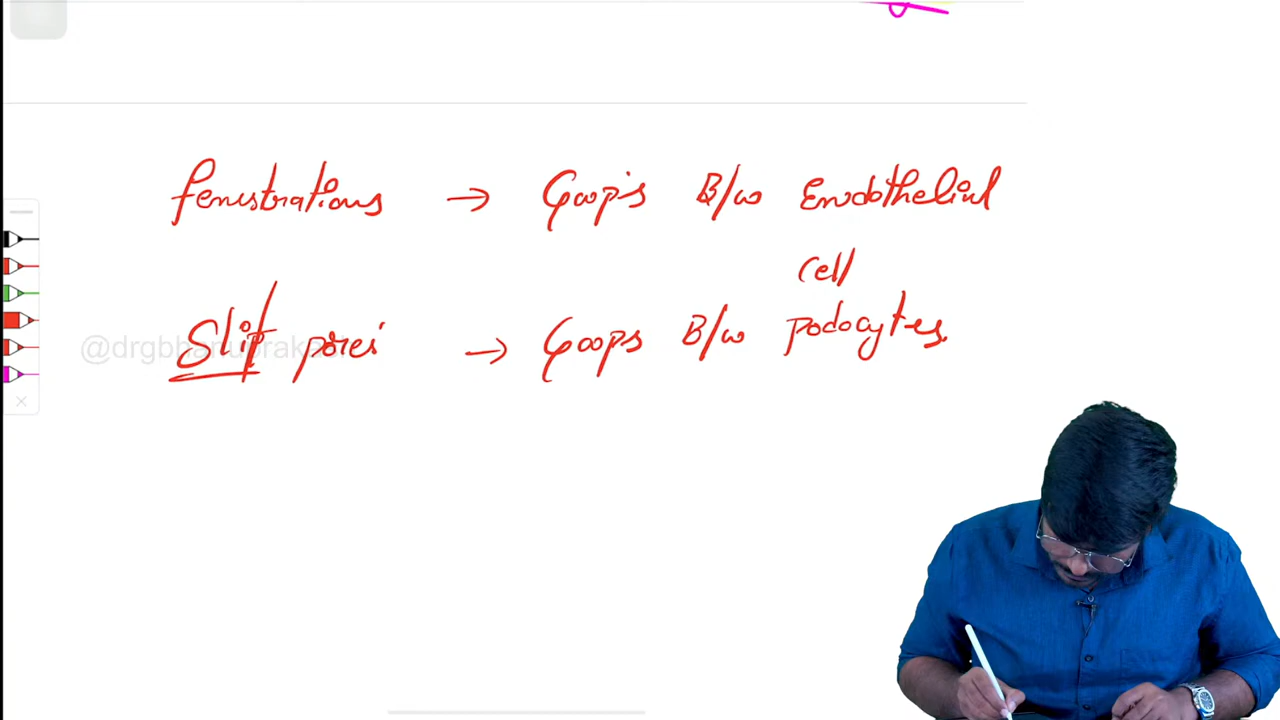 fenestrations → Gaps B/w Endothelial
cell
Slit pores → Gaps B/w podocytes.